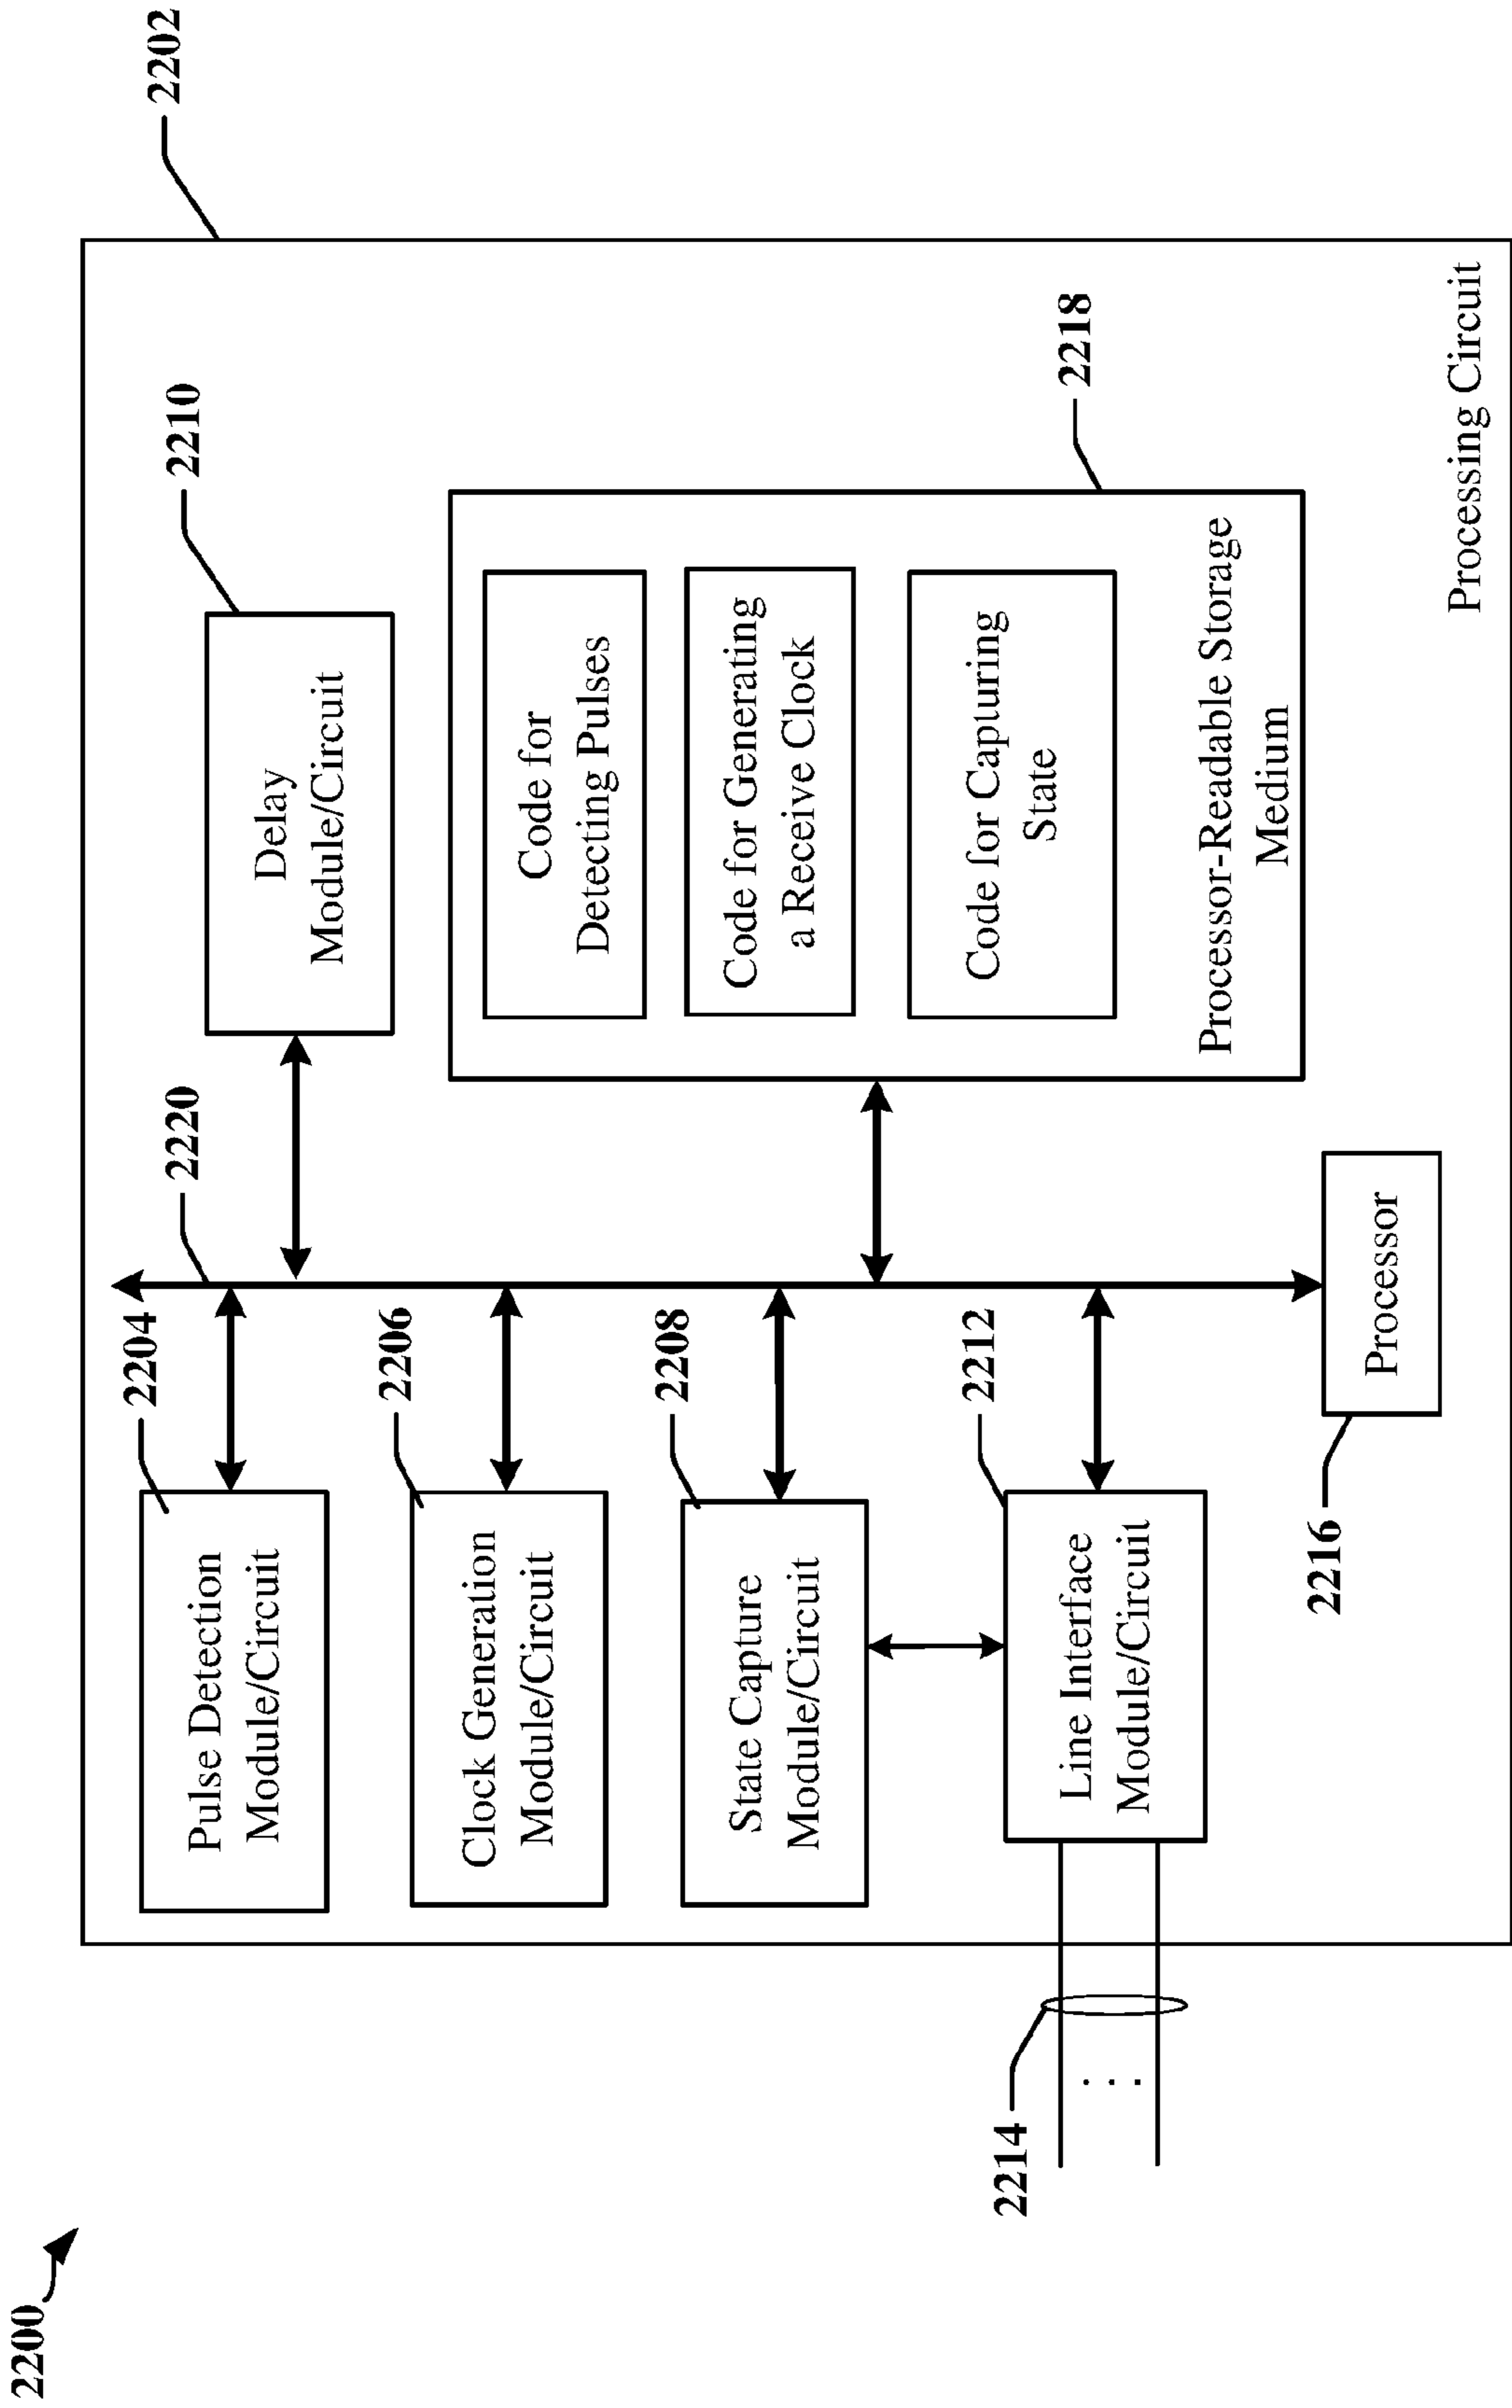 2200
2202
2204
Pulse Detection
Module/Circuit
2220
2210
Delay
Module/Circuit
2206
Clock Generation
Module/Circuit
2208
State Capture
Module/Circuit
2218
Code for
Detecting Pulses
Code for Generating
a Receive Clock
Code for Capturing
State
Processor-Readable Storage
Medium
2214
. . .
2212
Line Interface
Module/Circuit
2216
Processor
Processing Circuit